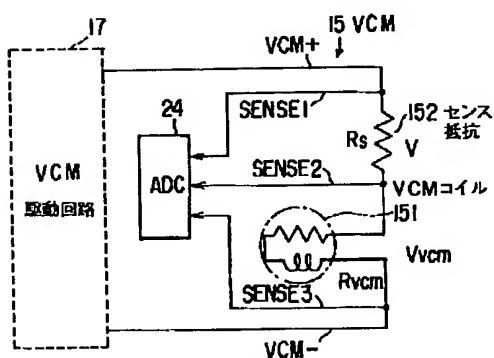 17
15 VCM
VCM+
24
SENSE1
152 センス
抵抗
Rs
V
VCM
駆動回路
ADC
SENSE2
VCMコイル
151
Vvcm
Rvcm
SENSE3
VCM-